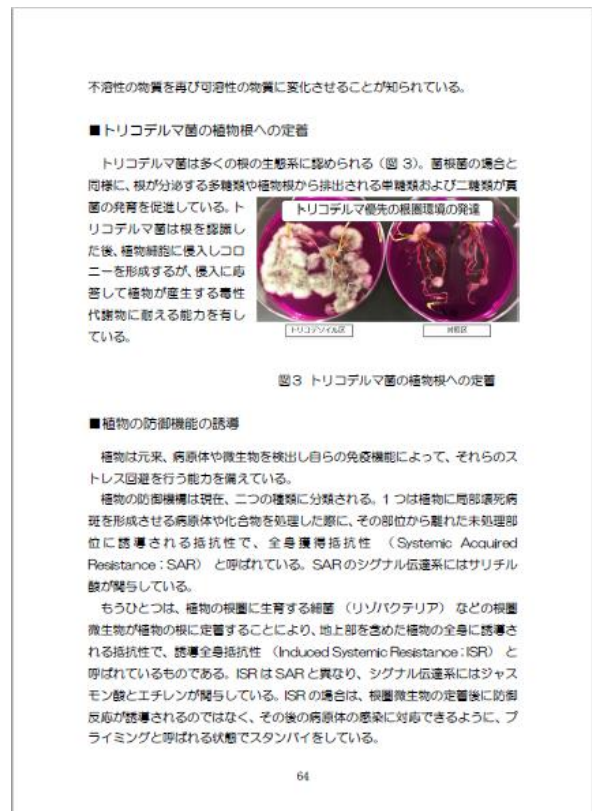 不溶性の物質を再び可溶性の物質に変化させることが知られている。
■トリコデルマ菌の植物根への定着
トリコデルマ菌は多くの根の生態系に認められる（図 3）。菌根菌の場合と
同様に、根が分泌する多糖類や植物根から排出される単糖類および二糖類が真
菌の発育を促進している。ト
リコデルマ菌は根を認識し
た後、植物細胞に侵入しコロ
ニーを形成するが、侵入に応
答して植物が産生する毒性
代謝物に耐える能力を有し
ている。
トリコデルマ優先の根圏環境の発達
トリコデソイル区
対照区
図3 トリコデルマ菌の植物根への定着
■植物の防御機能の誘導
植物は元来、病原体や微生物を検出し自らの免疫機能によって、それらのス
トレス回避を行う能力を備えている。
植物の防御機構は現在、二つの種類に分類される。1 つは植物に局部壊死病
斑を形成させる病原体や化合物を処理した際に、その部位から離れた未処理部
位に誘導される抵抗性で、全身獲得抵抗性 （Systemic Acquired
Resistance：SAR） と呼ばれている。SAR のシグナル伝達系にはサリチル
酸が関与している。
もうひとつは、植物の根圏に生育する細菌 （リゾバクテリア） などの根圏
微生物が植物の根に定着することにより、地上部を含めた植物の全身に誘導さ
れる抵抗性で、誘導全身抵抗性 （Induced Systemic Resistance：ISR） と
呼ばれているものである。ISR は SAR と異なり、シグナル伝達系にはジャス
モン酸とエチレンが関与している。ISR の場合は、根圏微生物の定着後に防御
反応が誘導されるのではなく、その後の病原体の感染に対応できるように、プ
ライミングと呼ばれる状態でスタンバイをしている。
64